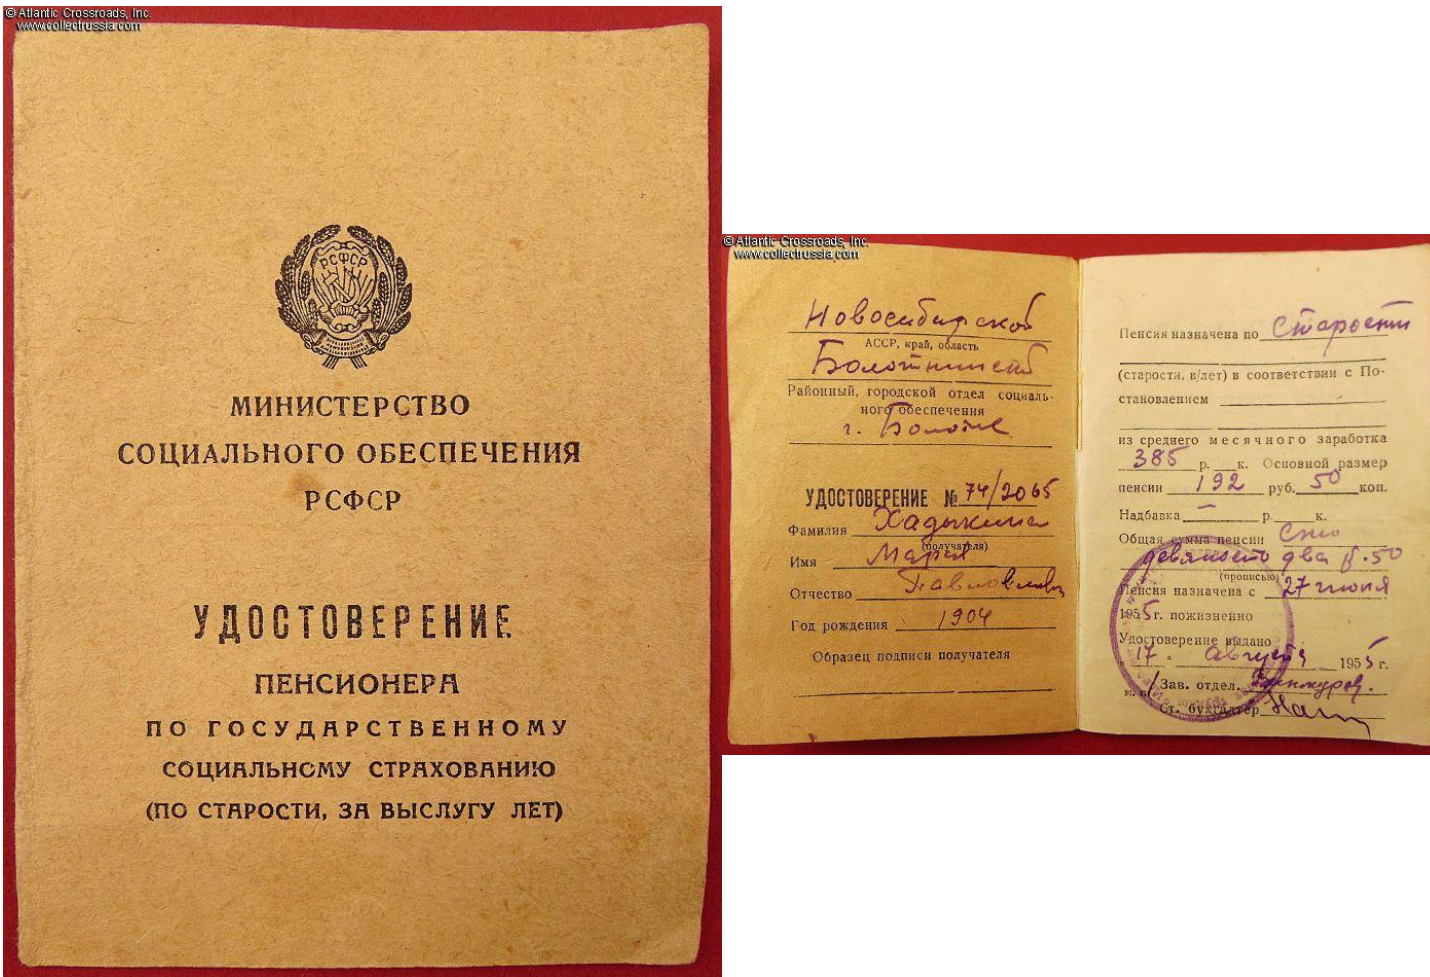 © Atlantic Crossroads, Inc.
www.collectrussia.com
РСФСР
МИНИСТЕРСТВО
СОЦИАЛЬНОГО ОБЕСПЕЧЕНИЯ
РСФСР
УДОСТОВЕРЕНИЕ
ПЕНСИОНЕРА
ПО ГОСУДАРСТВЕННОМУ
СОЦИАЛЬНОМУ СТРАХОВАНИЮ
(ПО СТАРОСТИ, ЗА ВЫСЛУГУ ЛЕТ)
© Atlantic Crossroads, Inc.
www.collectrussia.com
Новосибирской
АССР, край, область
Болотнинский
Районный, городской отдел социаль-
ного обеспечения
г. Болотное
УДОСТОВЕРЕНИЕ № 74/2065
Фамилия Хадыкина
(получателя)
Имя Мария
Отчество Павловна
Год рождения 1904
Образец подписи получателя
Пенсия назначена по старости
(старости, в/лет) в соответствии с По-
становлением
из среднего месячного заработка
385 р. к. Основной размер
пенсии 192 руб. 50 коп.
Надбавка — р. к.
Общая сумма пенсии сто
девяносто два р. 50
(прописью)
Пенсия назначена с 27 июня
1955 г. пожизненно
Удостоверение выдано
17 августа 1955 г.
Зав. отдел.
Ст. бухгалтер